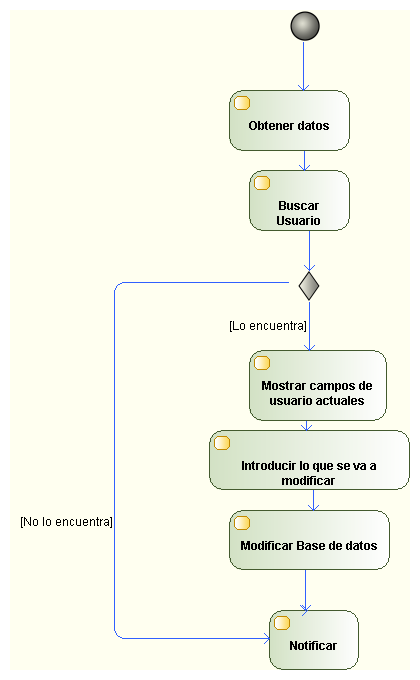 Obtener datos
Buscar
Usuario
[Lo encuentra]
Mostrar campos de
usuario actuales
Introducir lo que se va a
modificar
[No lo encuentra]
Modificar Base de datos
Notificar